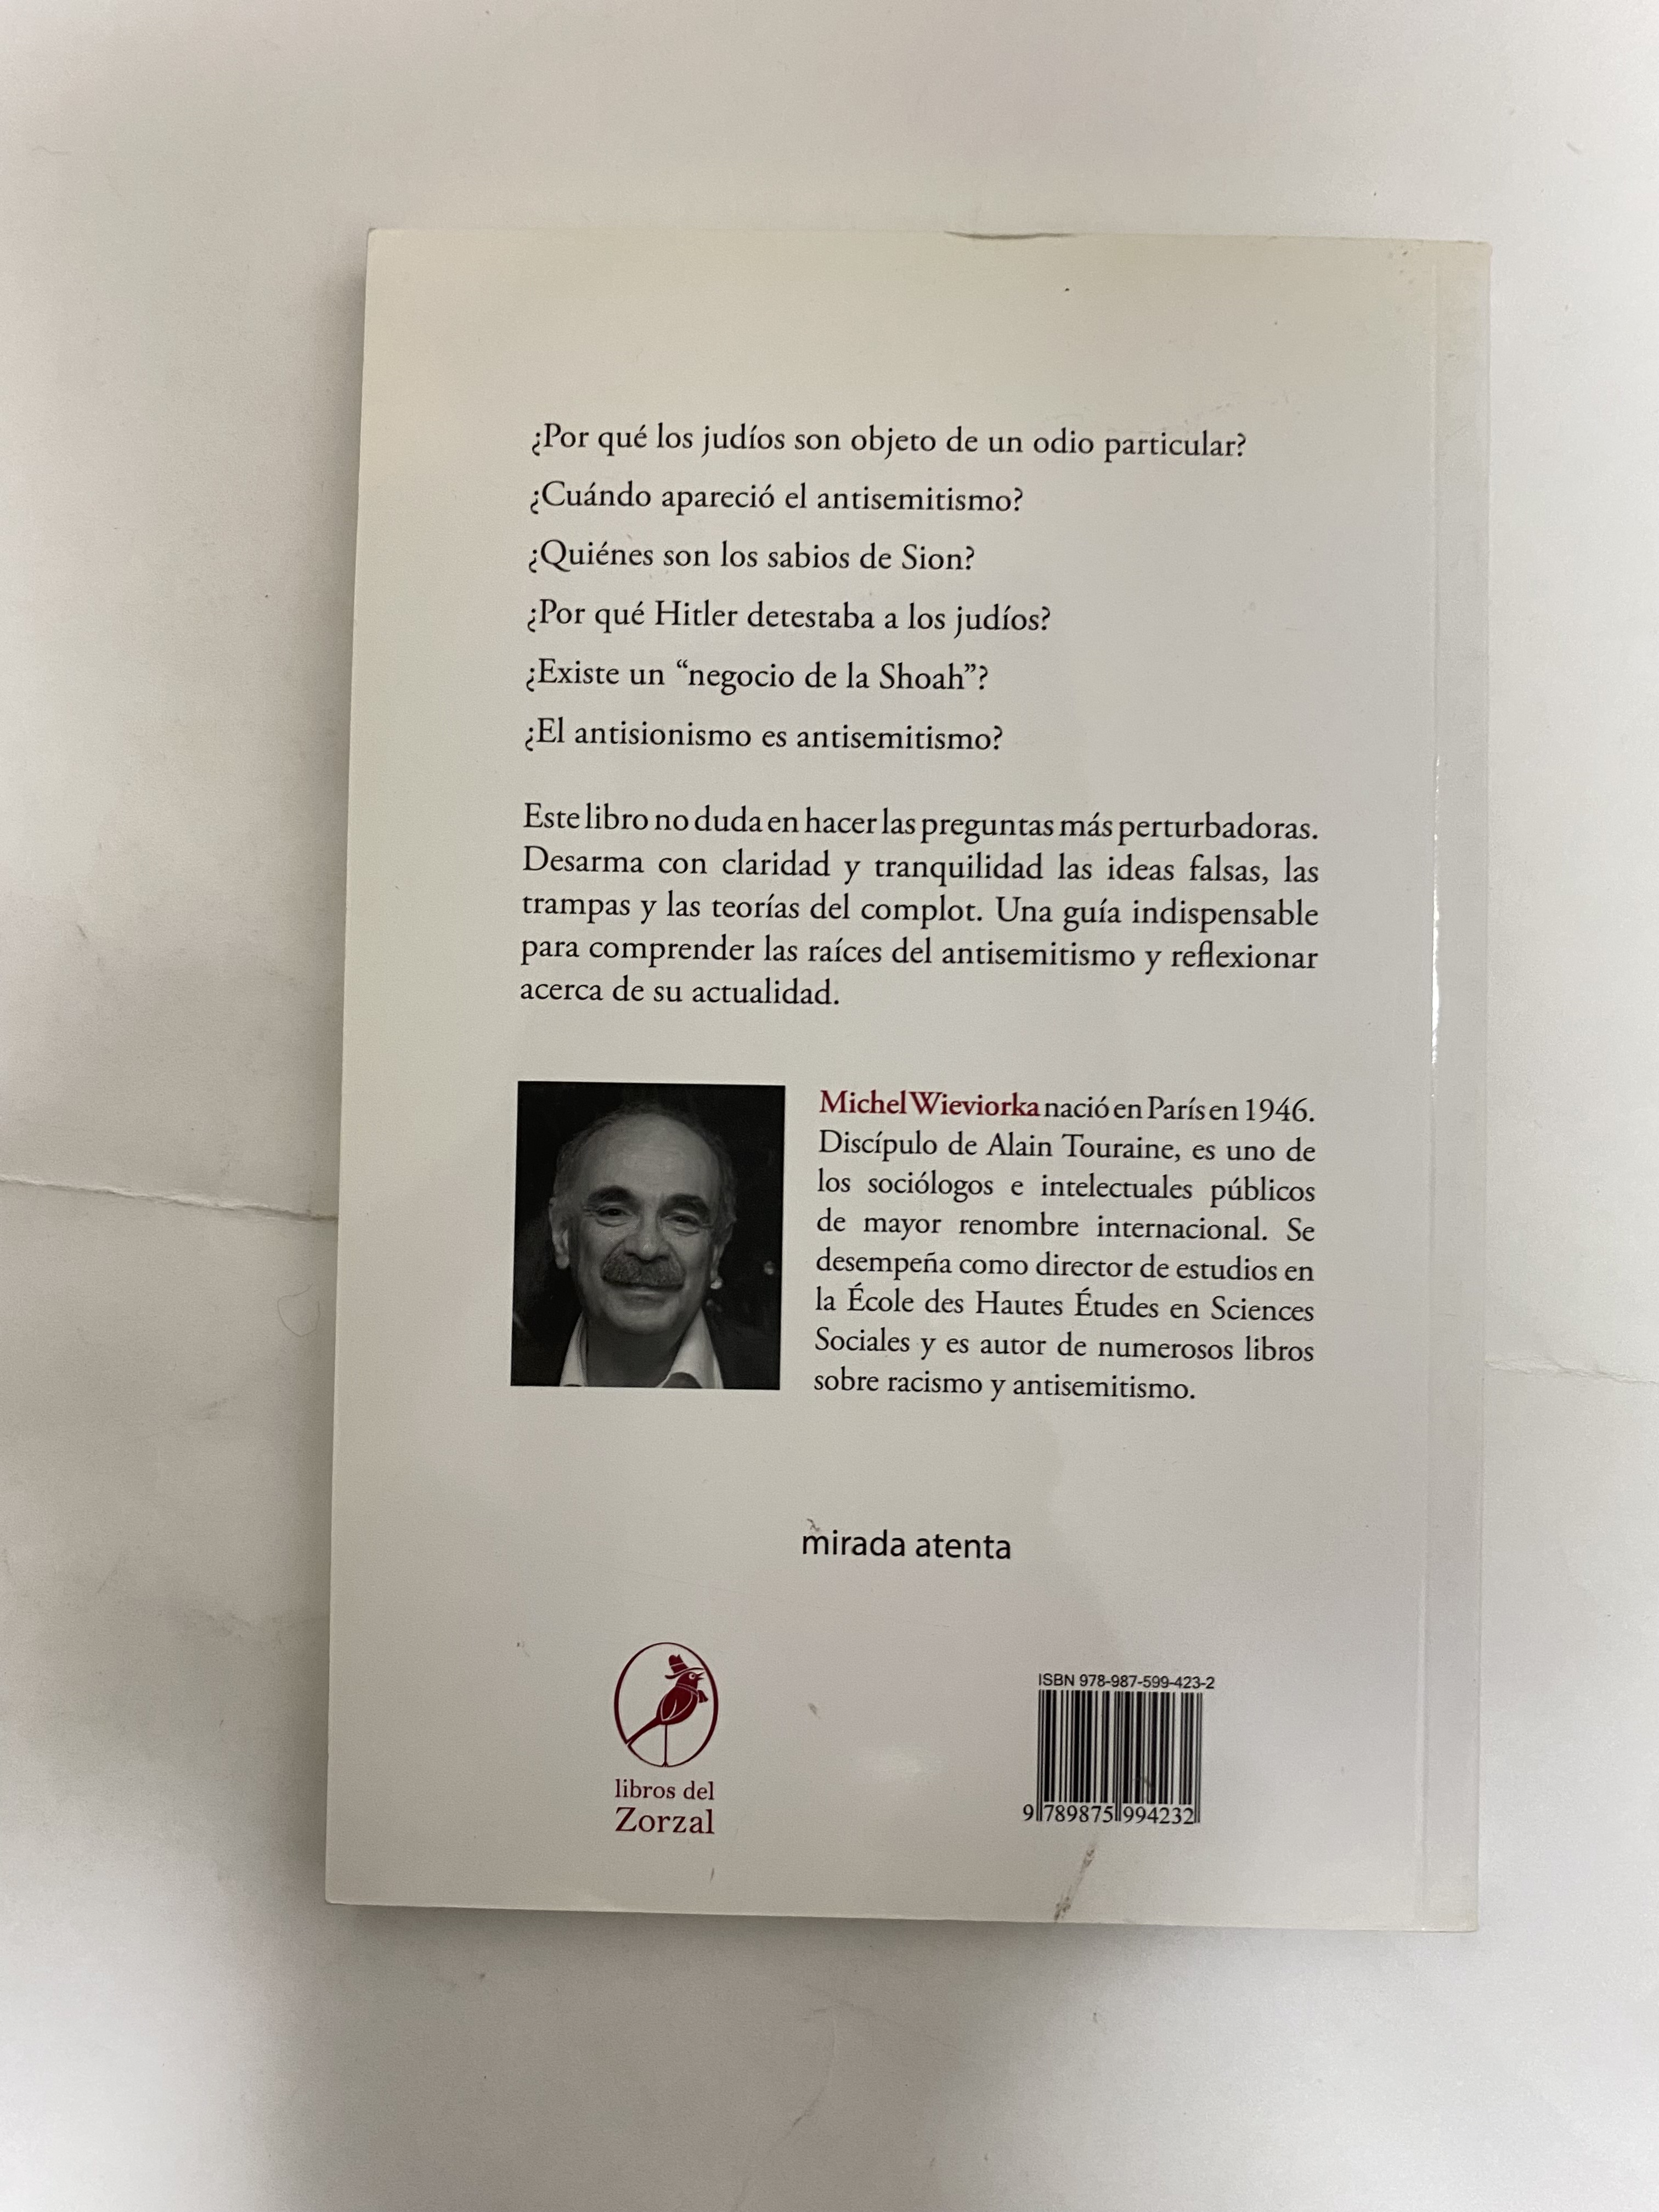 ¿Por qué los judíos son objeto de un odio particular?
¿Cuándo apareció el antisemitismo?
¿Quiénes son los sabios de Sion?
¿Por qué Hitler detestaba a los judíos?
¿Existe un “negocio de la Shoah”?
¿El antisionismo es antisemitismo?
Este libro no duda en hacer las preguntas más perturbadoras.
Desarma con claridad y tranquilidad las ideas falsas, las
trampas y las teorías del complot. Una guía indispensable
para comprender las raíces del antisemitismo y reflexionar
acerca de su actualidad.
Michel Wieviorka nació en París en 1946.
Discípulo de Alain Touraine, es uno de
los sociólogos e intelectuales públicos
de mayor renombre internacional. Se
desempeña como director de estudios en
la École des Hautes Études en Sciences
Sociales y es autor de numerosos libros
sobre racismo y antisemitismo.
mirada atenta
libros del
Zorzal
ISBN 978-987-599-423-2
9 789875 994232